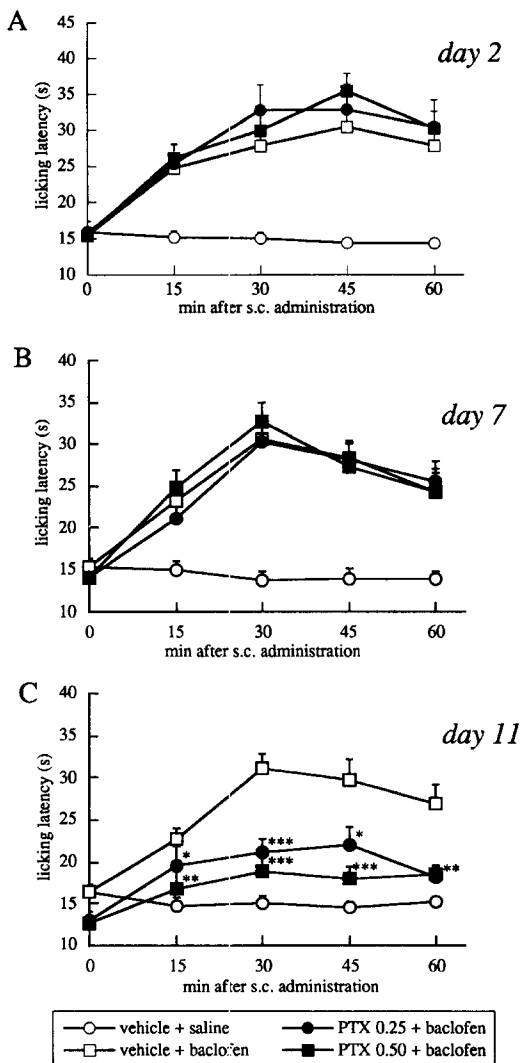 A
day 2
licking latency (s)
45
40
35
30
25
20
15
10
0 15 30 45 60
min after s.c. administration
B
day 7
licking latency (s)
40
35
30
25
20
15
10
0 15 30 45 60
min after s.c. administration
C
day 11
licking latency (s)
40
35
30
25
20
15
10
* *** * **
** *** ***
0 15 30 45 60
min after s.c. administration
vehicle + saline PTX 0.25 + baclofen
vehicle + baclofen PTX 0.50 + baclofen